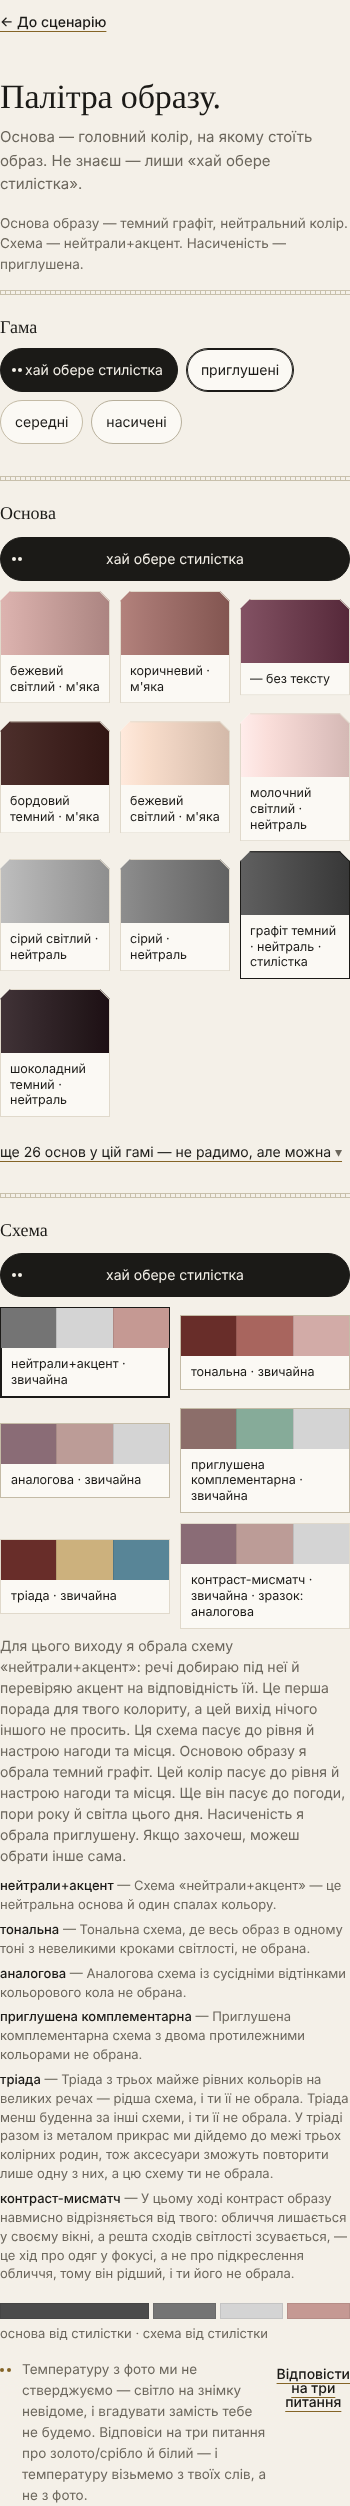 ← До сценарію
Палітра образу.
Основа — головний колір, на якому стоїть
образ. Не знаєш — лиши «хай обере
стилістка».
Основа образу — темний графіт, нейтральний колір.
Схема — нейтрали+акцент. Насиченість —
приглушена.
Гама
хай обере стилістка
приглушені
середні
насичені
Основа
хай обере стилістка
бежевий
світлий · м'яка
коричневий ·
м'яка
— без тексту
бордовий
темний · м'яка
бежевий
світлий · м'яка
молочний
світлий ·
нейтраль
сірий світлий ·
нейтраль
сірий ·
нейтраль
графіт темний
· нейтраль ·
стилістка
шоколадний
темний ·
нейтраль
ще 26 основ у цій гамі — не радимо, але можна ▾
Схема
хай обере стилістка
нейтрали+акцент ·
звичайна
тональна · звичайна
аналогова · звичайна
приглушена
комплементарна ·
звичайна
тріада · звичайна
контраст-мисматч ·
звичайна · зразок:
аналогова
Для цього виходу я обрала схему
«нейтрали+акцент»: речі добираю під неї й
перевіряю акцент на відповідність їй. Це перша
порада для твого колориту, а цей вихід нічого
іншого не просить. Ця схема пасує до рівня й
настрою нагоди та місця. Основою образу я
обрала темний графіт. Цей колір пасує до рівня й
настрою нагоди та місця. Ще він пасує до погоди,
пори року й світла цього дня. Насиченість я
обрала приглушену. Якщо захочеш, можеш
обрати інше сама.
нейтрали+акцент — Схема «нейтрали+акцент» — це
нейтральна основа й один спалах кольору.
тональна — Тональна схема, де весь образ в одному
тоні з невеликими кроками світлості, не обрана.
аналогова — Аналогова схема із сусідніми відтінками
кольорового кола не обрана.
приглушена комплементарна — Приглушена
комплементарна схема з двома протилежними
кольорами не обрана.
тріада — Тріада з трьох майже рівних кольорів на
великих речах — рідша схема, і ти її не обрала. Тріада
менш буденна за інші схеми, і ти її не обрала. У тріаді
разом із металом прикрас ми дійдемо до межі трьох
колірних родин, тож аксесуари зможуть повторити
лише одну з них, а цю схему ти не обрала.
контраст-мисматч — У цьому ході контраст образу
навмисно відрізняється від твого: обличчя лишається
у своєму вікні, а решта сходів світлості зсувається, —
це хід про одяг у фокусі, а не про підкреслення
обличчя, тому він рідший, і ти його не обрала.
основа від стилістки · схема від стилістки
Температуру з фото ми не
стверджуємо — світло на знімку
невідоме, і вгадувати замість тебе
не будемо. Відповіси на три питання
про золото/срібло й білий — і
температуру візьмемо з твоїх слів, а
не з фото.
Відповісти
на три
питання